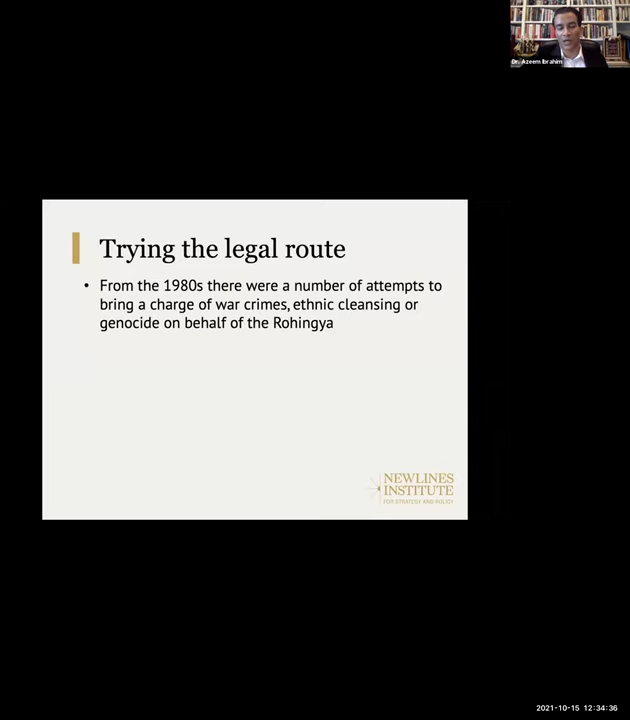 Dr. Azeem Ibrahim
Trying the legal route
• From the 1980s there were a number of attempts to
bring a charge of war crimes, ethnic cleansing or
genocide on behalf of the Rohingya
NEWLINES
INSTITUTE
FOR STRATEGY AND POLICY
2021-10-15 12:34:36